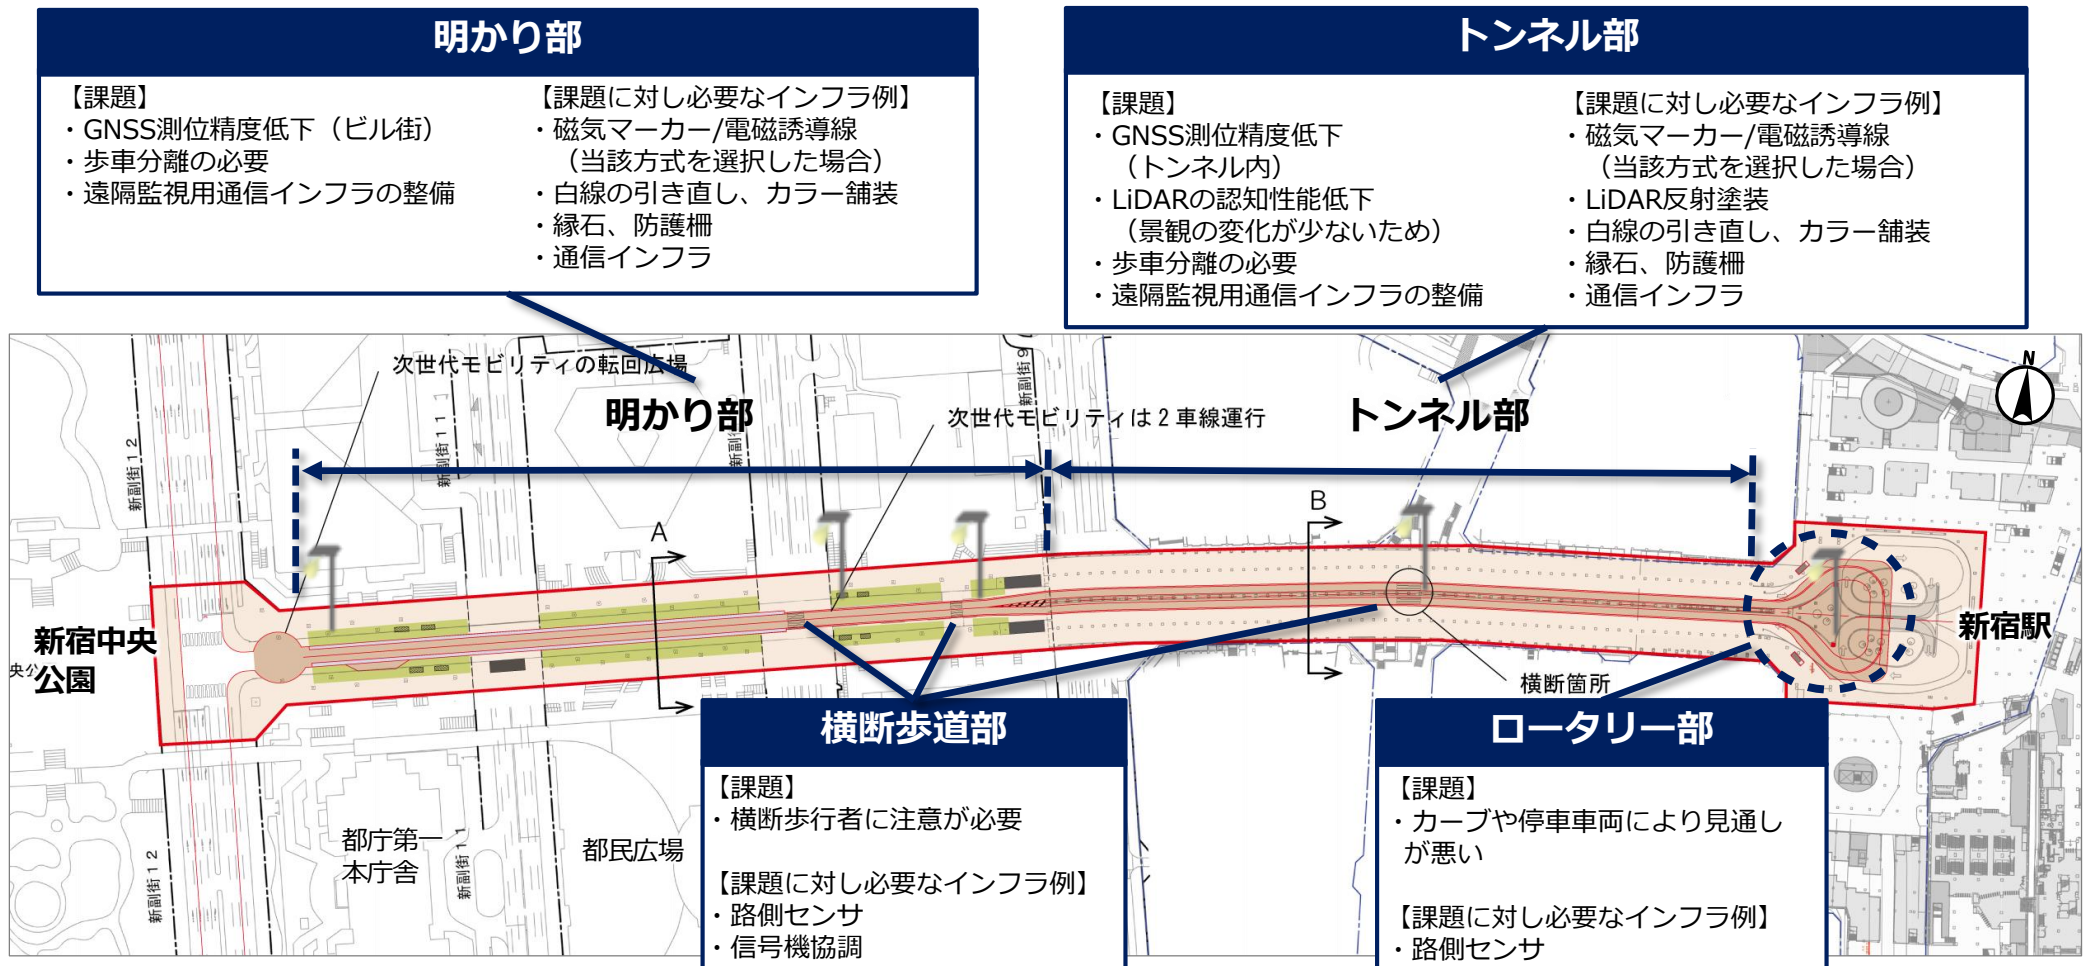 明かり部
【課題】
・GNSS測位精度低下（ビル街）
・歩車分離の必要
・遠隔監視用通信インフラの整備
【課題に対し必要なインフラ例】
・磁気マーカー/電磁誘導線
（当該方式を選択した場合）
・白線の引き直し、カラー舗装
・縁石、防護柵
・通信インフラ
トンネル部
【課題】
・GNSS測位精度低下
（トンネル内）
・LiDARの認知性能低下
（景観の変化が少ないため）
・歩車分離の必要
・遠隔監視用通信インフラの整備
【課題に対し必要なインフラ例】
・磁気マーカー/電磁誘導線
（当該方式を選択した場合）
・LiDAR反射塗装
・白線の引き直し、カラー舗装
・縁石、防護柵
・通信インフラ
次世代モビリティの転回広場
明かり部
次世代モビリティは2車線運行
トンネル部
N
新副街12
新副街11
新副街9
A
B
新宿中央
公園
新宿駅
横断箇所
都庁第一
本庁舎
都民広場
新副街12
新副街11
横断歩道部
【課題】
・横断歩行者に注意が必要
【課題に対し必要なインフラ例】
・路側センサ
・信号機協調
ロータリー部
【課題】
・カーブや停車車両により見通し
が悪い
【課題に対し必要なインフラ例】
・路側センサ